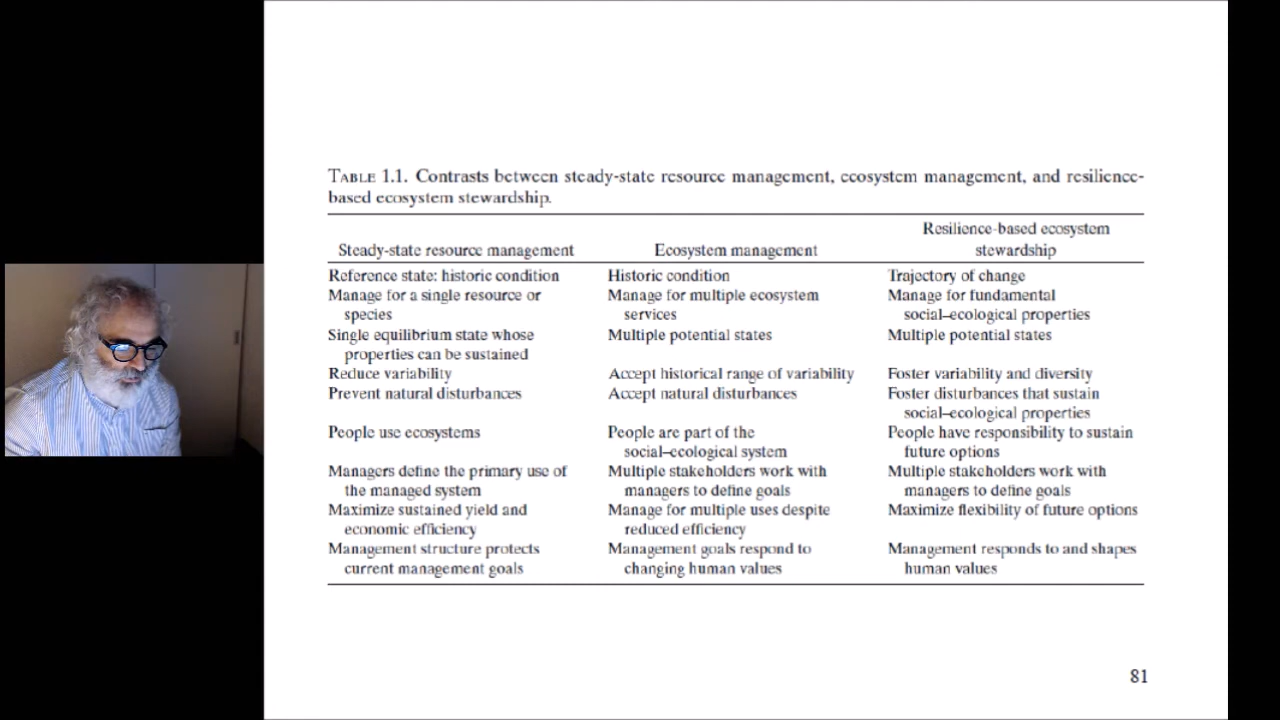 TABLE 1.1. Contrasts between steady-state resource management, ecosystem management, and resilience-
based ecosystem stewardship.
Steady-state resource management
Ecosystem management
Resilience-based ecosystem
stewardship
Reference state: historic condition
Historic condition
Trajectory of change
Manage for a single resource or
species
Manage for multiple ecosystem
services
Manage for fundamental
social–ecological properties
Single equilibrium state whose
properties can be sustained
Multiple potential states
Multiple potential states
Reduce variability
Accept historical range of variability
Foster variability and diversity
Prevent natural disturbances
Accept natural disturbances
Foster disturbances that sustain
social–ecological properties
People use ecosystems
People are part of the
social–ecological system
People have responsibility to sustain
future options
Managers define the primary use of
the managed system
Multiple stakeholders work with
managers to define goals
Multiple stakeholders work with
managers to define goals
Maximize sustained yield and
economic efficiency
Manage for multiple uses despite
reduced efficiency
Maximize flexibility of future options
Management structure protects
current management goals
Management goals respond to
changing human values
Management responds to and shapes
human values
81